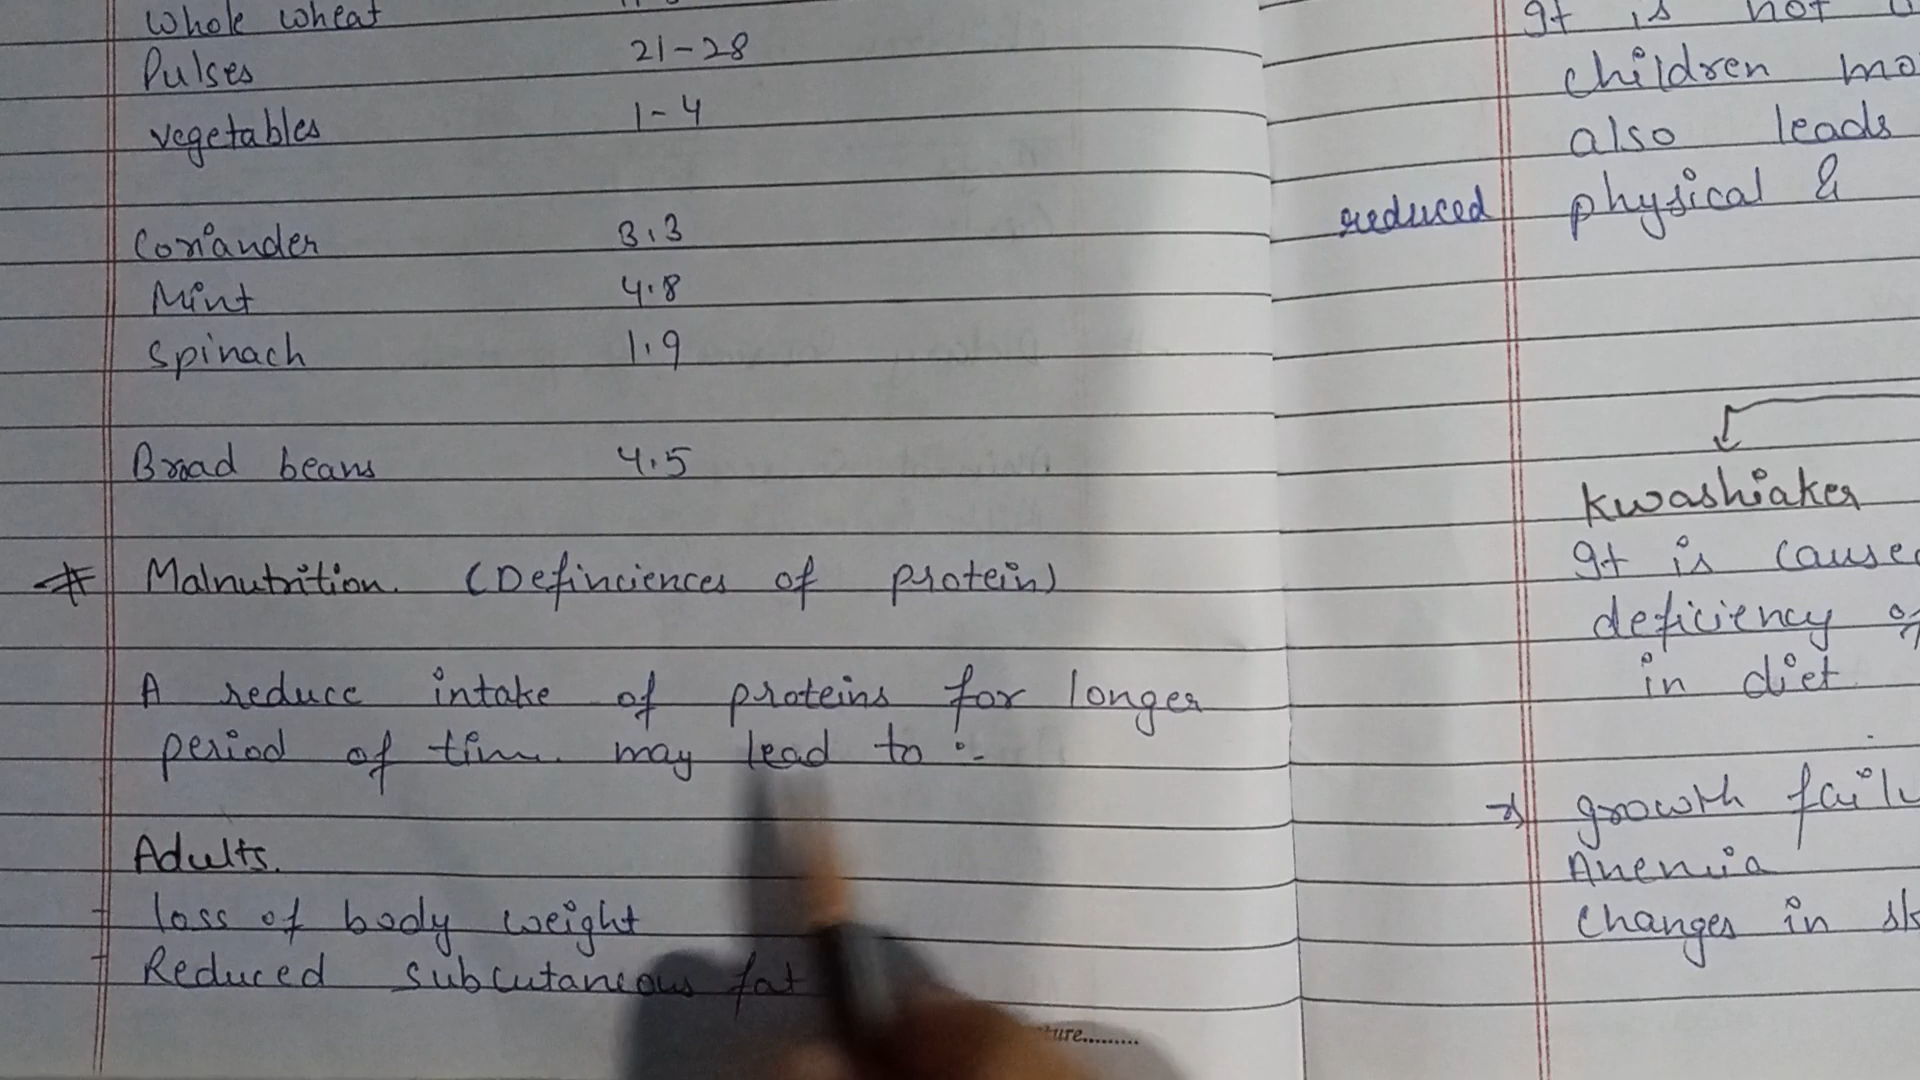 Whole wheat
Pulses 21-28
vegetables 1-4
Coriander 3.3
Mint 4.8
Spinach 1.9
Broad beans 4.5
Malnutrition. (Definciences of protein)
A reduce intake of proteins for longer
period of time may lead to :-
Adults.
- loss of body weight
- Reduced subcutaneous fat
ture.........
It is not
children
also leads
reduced physical &
Kwashiaker
It is
deficiency of
in diet
growth
Anemia
changes in